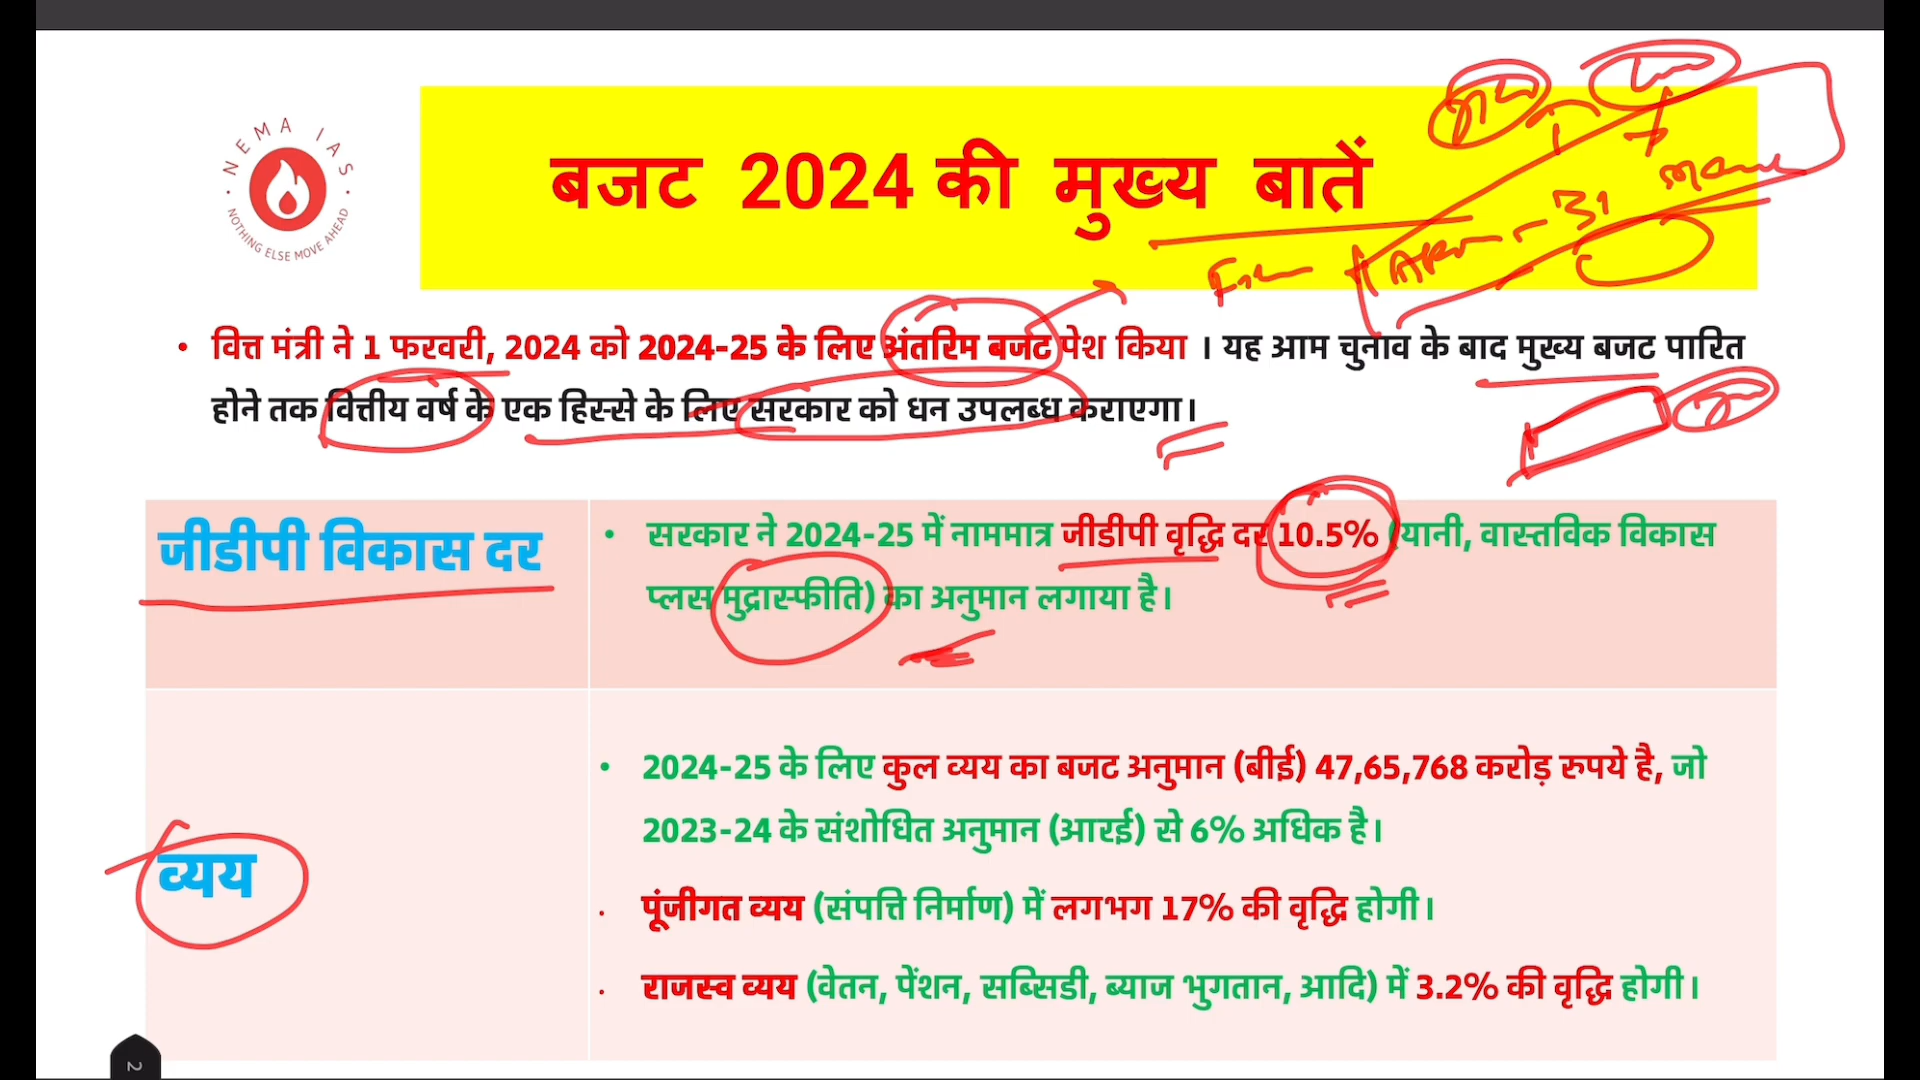 NEMA IAS
NOTHING ELSE MOVE AHEAD
बजट 2024 की मुख्य बातें
• वित्त मंत्री ने 1 फरवरी, 2024 को 2024-25 के लिए अंतरिम बजट पेश किया । यह आम चुनाव के बाद मुख्य बजट पारित
होने तक वित्तीय वर्ष के एक हिस्से के लिए सरकार को धन उपलब्ध कराएगा।
जीडीपी विकास दर
• सरकार ने 2024-25 में नाममात्र जीडीपी वृद्धि दर 10.5% (यानी, वास्तविक विकास
प्लस मुद्रास्फीति) का अनुमान लगाया है।
व्यय
• 2024-25 के लिए कुल व्यय का बजट अनुमान (बीई) 47,65,768 करोड़ रुपये है, जो
2023-24 के संशोधित अनुमान (आरई) से 6% अधिक है।
· पूंजीगत व्यय (संपत्ति निर्माण) में लगभग 17% की वृद्धि होगी।
· राजस्व व्यय (वेतन, पेंशन, सब्सिडी, ब्याज भुगतान, आदि) में 3.2% की वृद्धि होगी।
2